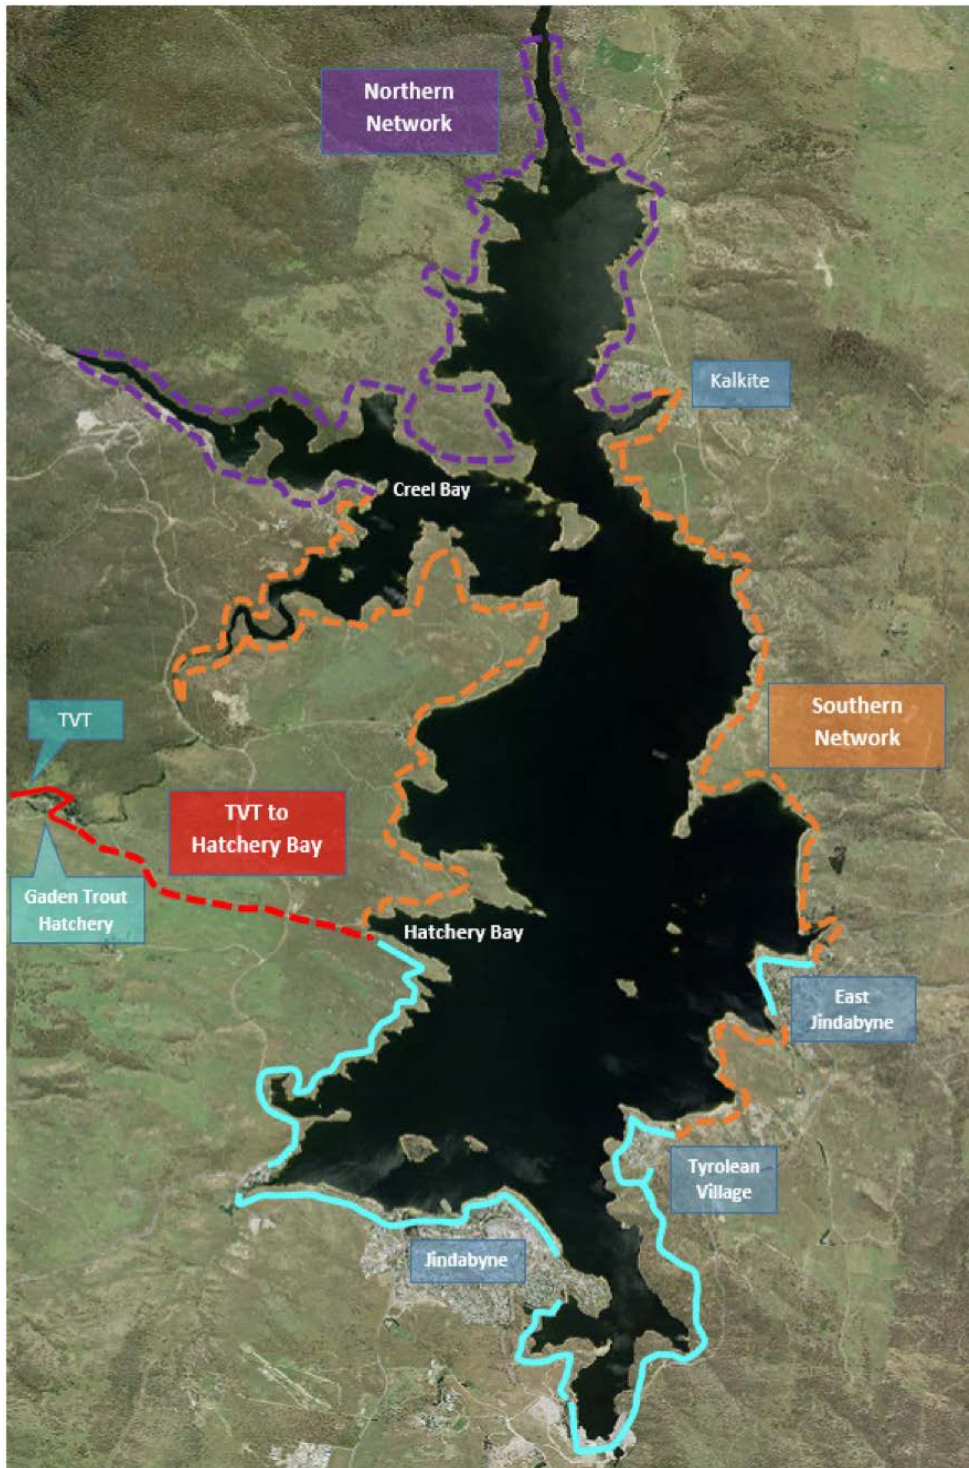 Northern
Network
Kalkite
Creel Bay
Southern
Network
TVT
TVT to
Hatchery Bay
Gaden Trout
Hatchery
Hatchery Bay
East
Jindabyne
Tyrolean
Village
Jindabyne